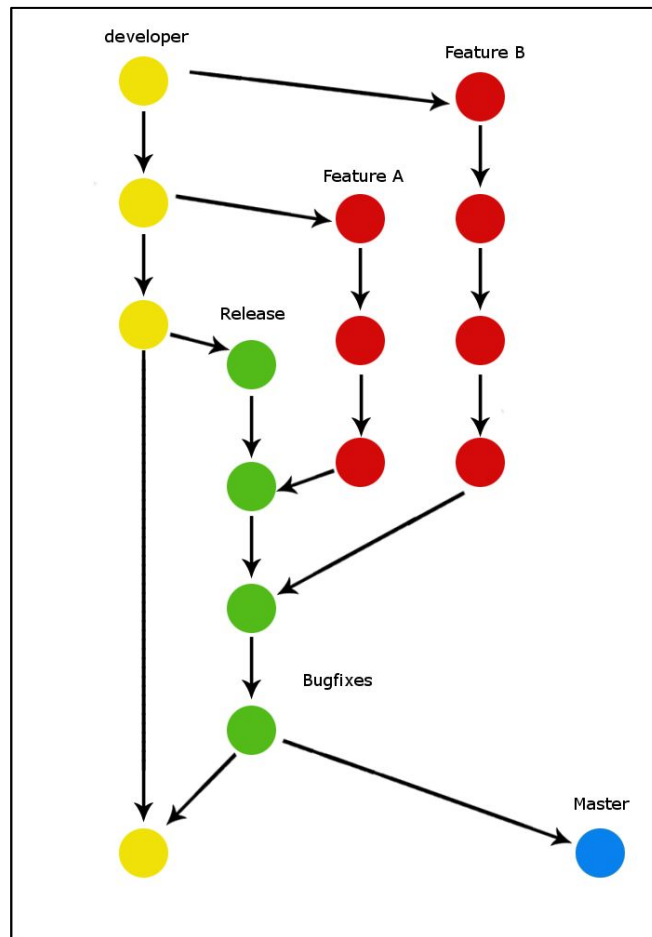 developer
Feature B
Feature A
Release
Bugfixes
Master